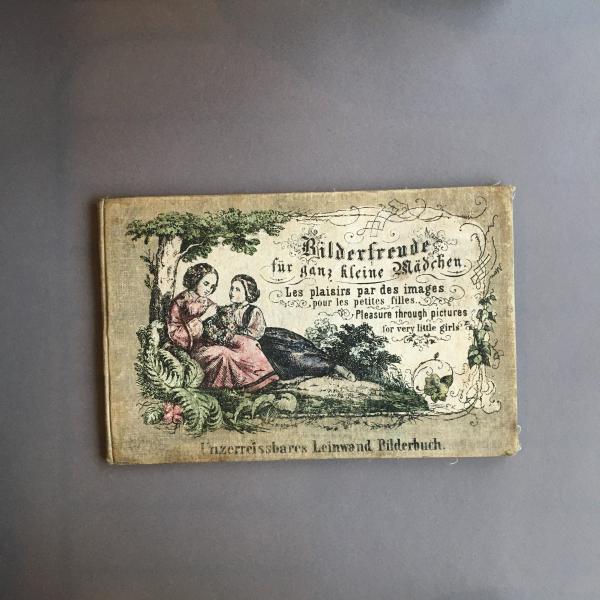 Bilderfreude
für ganz kleine Mädchen.
Les plaisirs par des images
pour les petites filles.
Pleasure through pictures
for very little girls
Unzerreissbares Leinwand Bilderbuch.